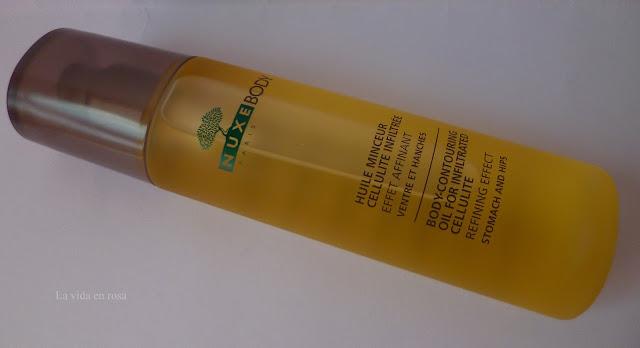 NUXE BODY
PARIS
HUILE MINCEUR
CELLULITE INFILTRÉE
EFFET AFFINANT
VENTRE ET HANCHES
BODY-CONTOURING
OIL FOR INFILTRATED
CELLULITE
REFINING EFFECT
STOMACH AND HIPS
La vida en rosa